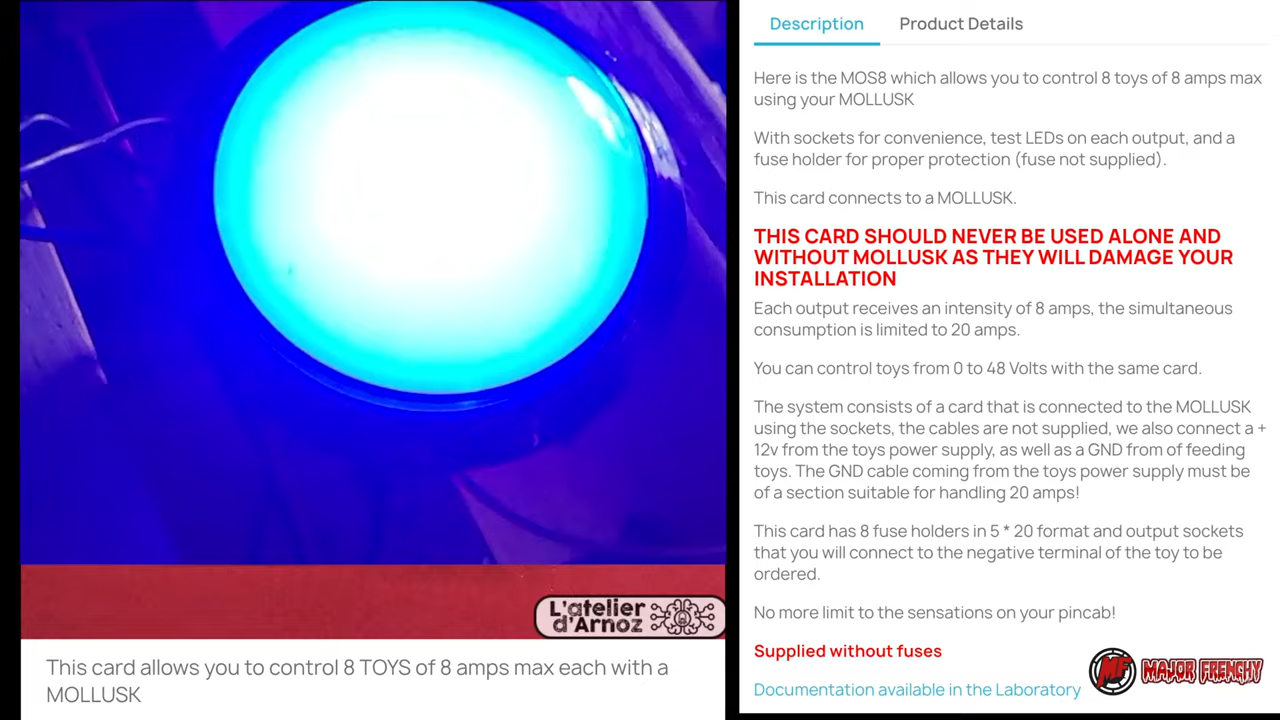 L'atelier
d'Arnoz
This card allows you to control 8 TOYS of 8 amps max each with a
MOLLUSK
Description Product Details
Here is the MOS8 which allows you to control 8 toys of 8 amps max
using your MOLLUSK
With sockets for convenience, test LEDs on each output, and a
fuse holder for proper protection (fuse not supplied).
This card connects to a MOLLUSK.
THIS CARD SHOULD NEVER BE USED ALONE AND
WITHOUT MOLLUSK AS THEY WILL DAMAGE YOUR
INSTALLATION
Each output receives an intensity of 8 amps, the simultaneous
consumption is limited to 20 amps.
You can control toys from 0 to 48 Volts with the same card.
The system consists of a card that is connected to the MOLLUSK
using the sockets, the cables are not supplied, we also connect a +
12v from the toys power supply, as well as a GND from of feeding
toys. The GND cable coming from the toys power supply must be
of a section suitable for handling 20 amps!
This card has 8 fuse holders in 5 * 20 format and output sockets
that you will connect to the negative terminal of the toy to be
ordered.
No more limit to the sensations on your pincab!
Supplied without fuses
Documentation available in the Laboratory
MF MAJOR FRENCHY